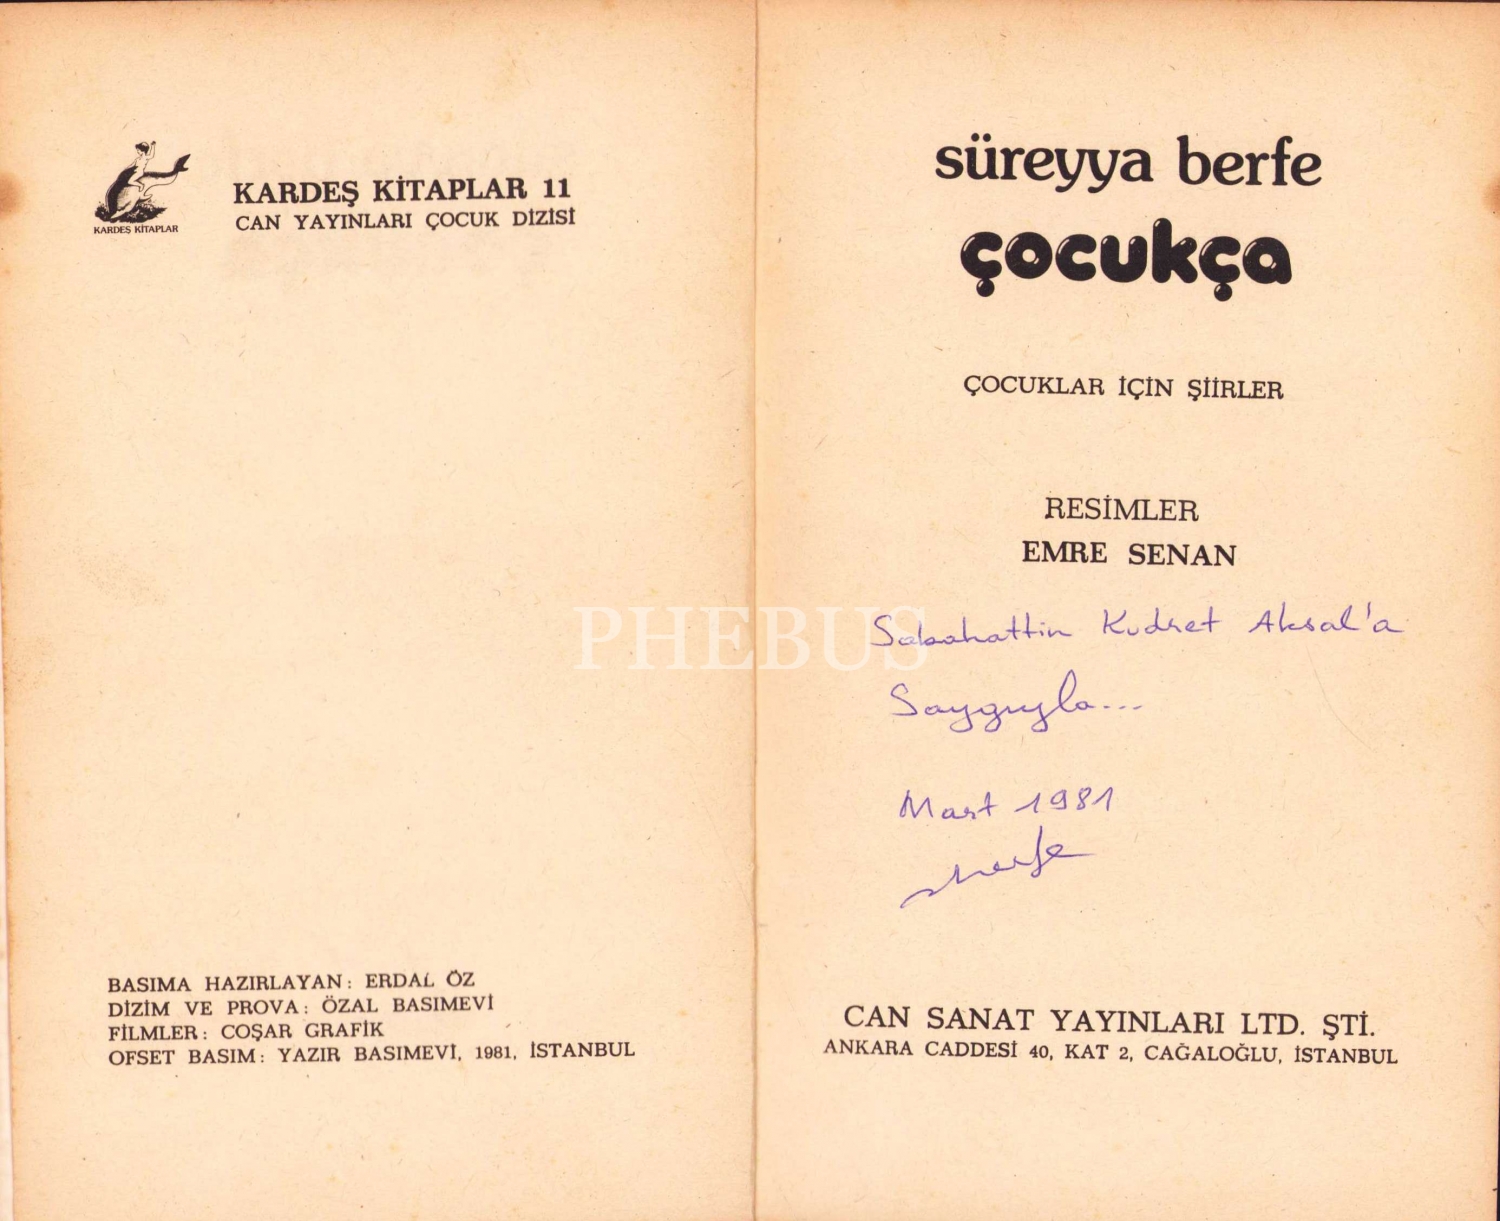 KARDEŞ KİTAPLAR
KARDEŞ KİTAPLAR 11
CAN YAYINLARI ÇOCUK DİZİSİ
BASIMA HAZIRLAYAN: ERDAL ÖZ
DİZİM VE PROVA: ÖZAL BASIMEVİ
FİLMLER: COŞAR GRAFİK
OFSET BASIM: YAZIR BASIMEVİ, 1981, İSTANBUL
süreyya berfe
çocukça
ÇOCUKLAR İÇİN ŞİİRLER
RESİMLER
EMRE SENAN
PHEBUS
Sabahattin Kudret Aksal'a
Saygıyla...
Mart 1981
CAN SANAT YAYINLARI LTD. ŞTİ.
ANKARA CADDESİ 40, KAT 2, CAĞALOĞLU, İSTANBUL